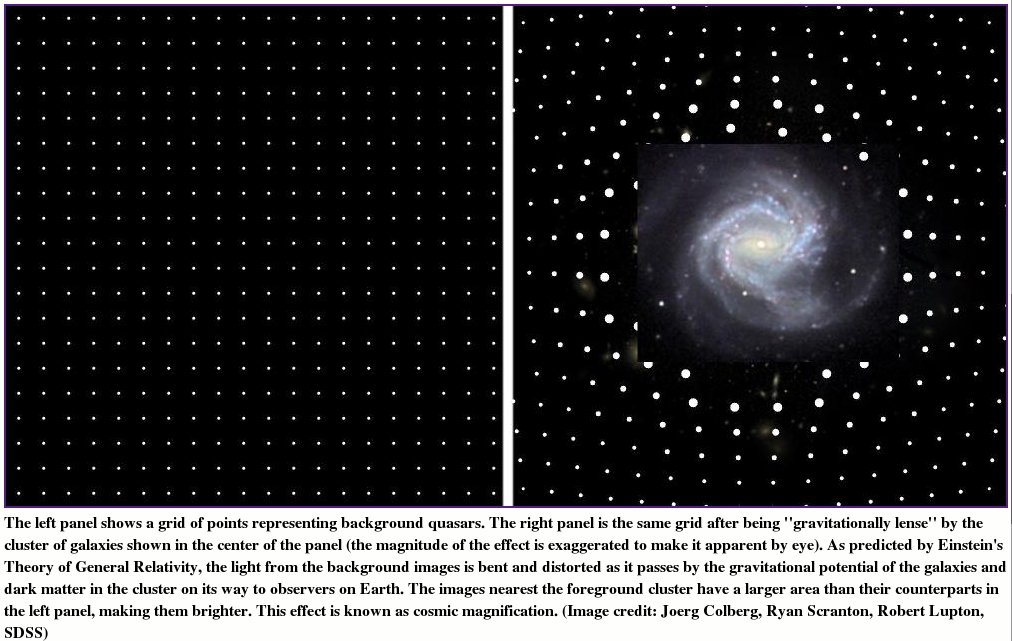 The left panel shows a grid of points representing background quasars. The right panel is the same grid after being "gravitationally lense" by the
cluster of galaxies shown in the center of the panel (the magnitude of the effect is exaggerated to make it apparent by eye). As predicted by Einstein's
Theory of General Relativity, the light from the background images is bent and distorted as it passes by the gravitational potential of the galaxies and
dark matter in the cluster on its way to observers on Earth. The images nearest the foreground cluster have a larger area than their counterparts in
the left panel, making them brighter. This effect is known as cosmic magnification. (Image credit: Joerg Colberg, Ryan Scranton, Robert Lupton,
SDSS)